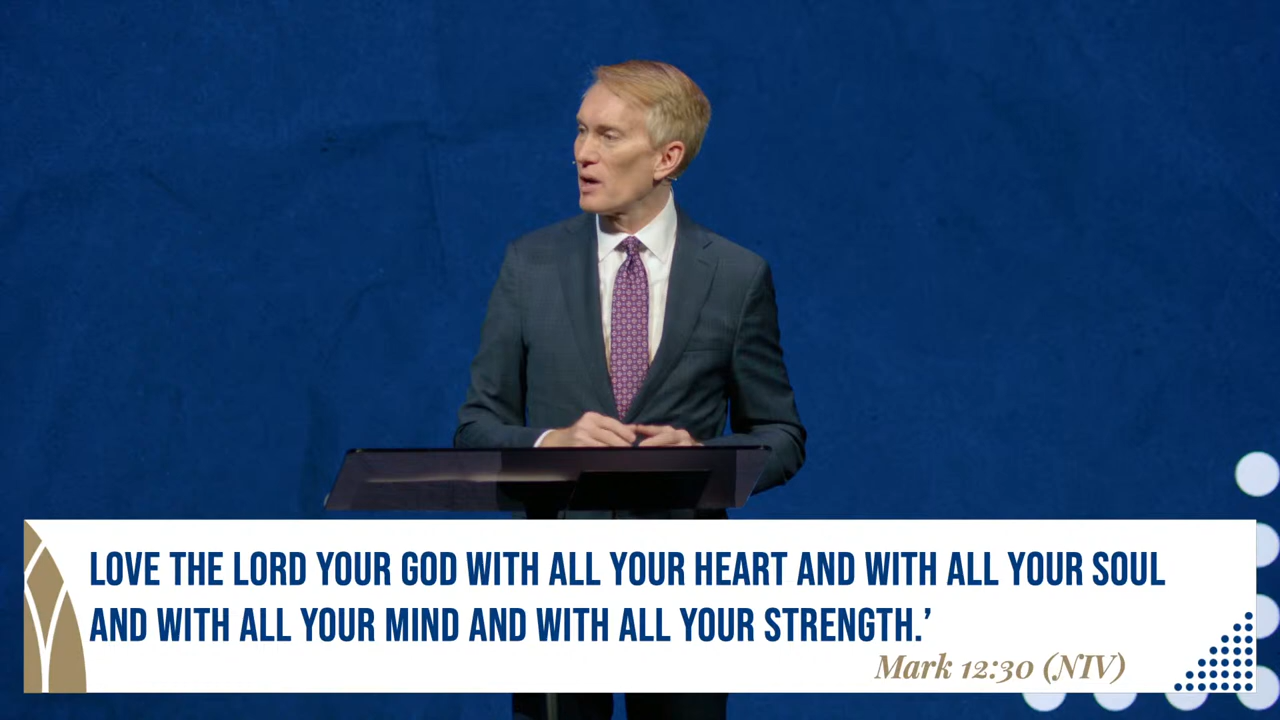 LOVE THE LORD YOUR GOD WITH ALL YOUR HEART AND WITH ALL YOUR SOUL
AND WITH ALL YOUR MIND AND WITH ALL YOUR STRENGTH.’
Mark 12:30 (NIV)